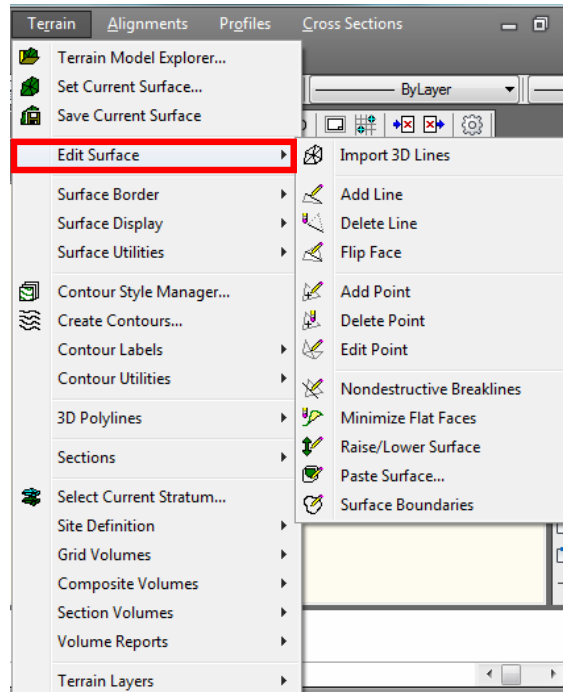 Terrain Alignments Profiles Cross Sections
Terrain Model Explorer...
Set Current Surface...
Save Current Surface
ByLayer
Edit Surface
Surface Border
Surface Display
Surface Utilities
Contour Style Manager...
Create Contours...
Contour Labels
Contour Utilities
3D Polylines
Sections
Select Current Stratum...
Site Definition
Grid Volumes
Composite Volumes
Section Volumes
Volume Reports
Terrain Layers
Import 3D Lines
Add Line
Delete Line
Flip Face
Add Point
Delete Point
Edit Point
Nondestructive Breaklines
Minimize Flat Faces
Raise/Lower Surface
Paste Surface...
Surface Boundaries